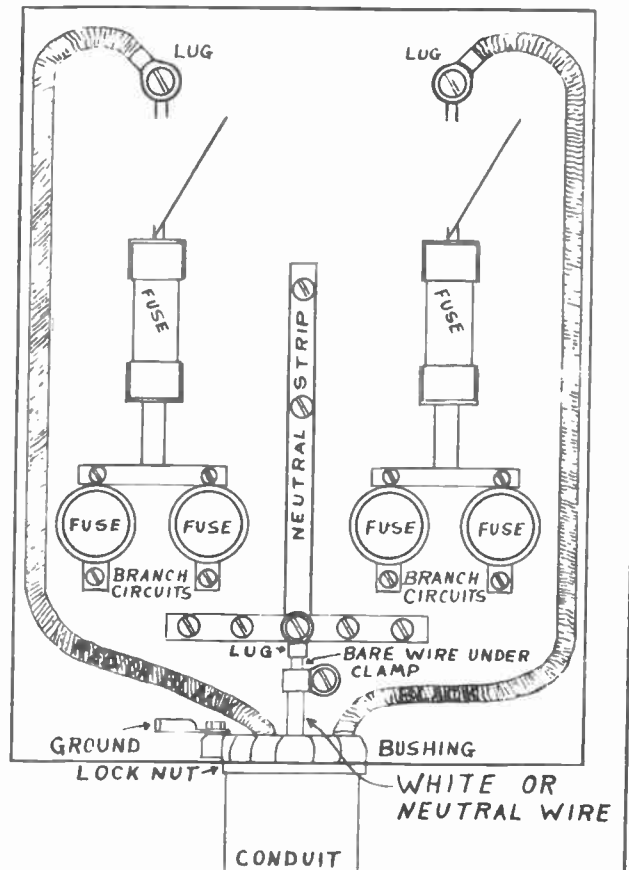 LUG
LUG
FUSE
FUSE
NEUTRAL STRIP
FUSE
FUSE
FUSE
FUSE
BRANCH
CIRCUITS
BRANCH
CIRCUITS
LUG
BARE WIRE UNDER
CLAMP
BLACK
GROUND
BUSHING
LOCK NUT
WHITE OR
NEUTRAL WIRE
CONDUIT